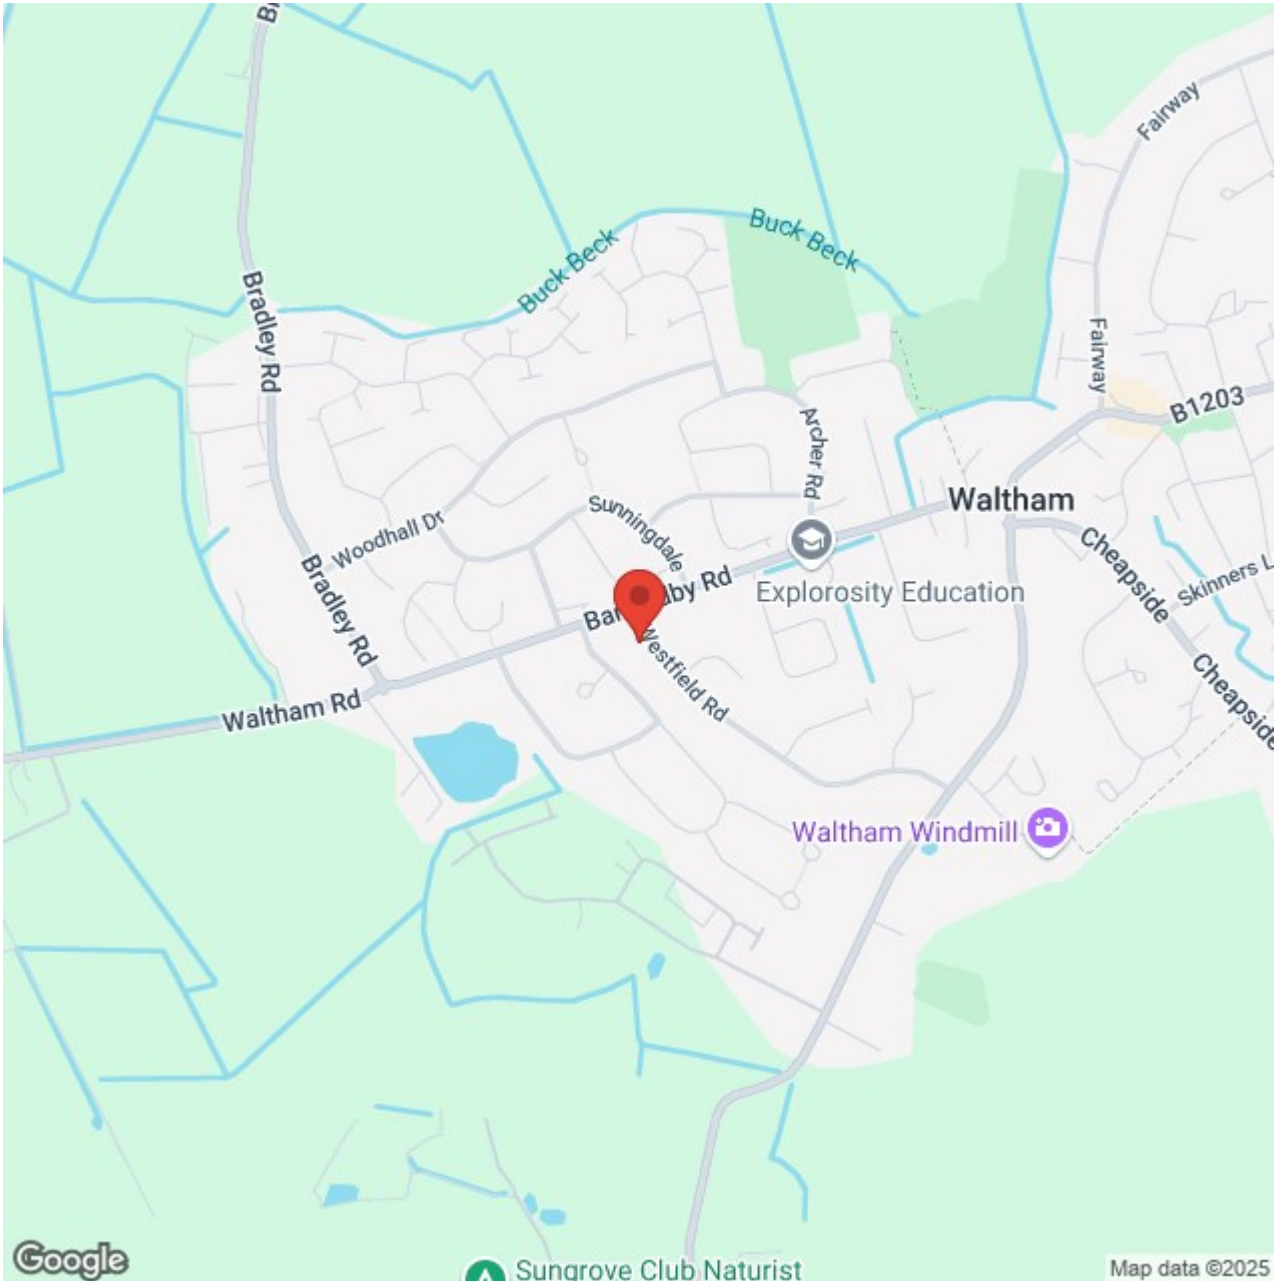 Fairway
Buck Beck
Buck Beck
Bradley Rd
Fairway
B1203
Archer Rd
Waltham
Sunningdale
Woodhall Dr
Cheapside
Explorosity Education
Skinners L
Bradley Rd
Westfield Rd
Cheapside
Waltham Rd
Waltham Windmill
Google
Sungrove Club Naturist
Map data ©2025